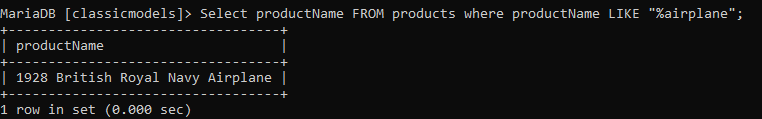 MariaDB [classicmodels]> Select productName FROM products where productName LIKE "%airplane";
+----------------------------------+
| productName                      |
+----------------------------------+
| 1928 British Royal Navy Airplane |
+----------------------------------+
1 row in set (0.000 sec)